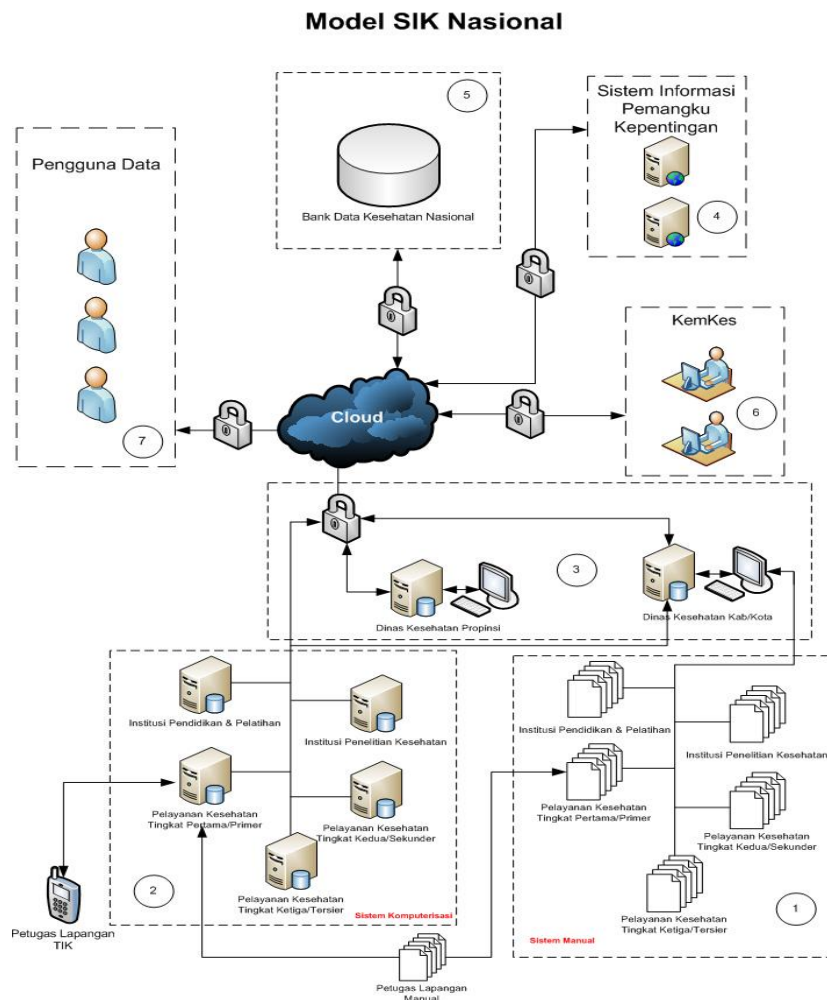 Model SIK Nasional
5
Sistem Informasi
Pemangku
Kepentingan
4
Pengguna Data
7
Bank Data Kesehatan Nasional
KemKes
6
Cloud
3
Dinas Kesehatan Propinsi
Dinas Kesehatan Kab/Kota
Institusi Pendidikan & Pelatihan
Institusi Penelitian Kesehatan
Pelayanan Kesehatan
Tingkat Pertama/Primer
Pelayanan Kesehatan
Tingkat Kedua/Sekunder
Pelayanan Kesehatan
Tingkat Ketiga/Tersier
2
Sistem Komputerisasi
Institusi Pendidikan & Pelatihan
Institusi Penelitian Kesehatan
Pelayanan Kesehatan
Tingkat Pertama/Primer
Pelayanan Kesehatan
Tingkat Kedua/Sekunder
Pelayanan Kesehatan
Tingkat Ketiga/Tersier
1
Sistem Manual
Petugas Lapangan
TIK
Petugas Lapangan
Manual